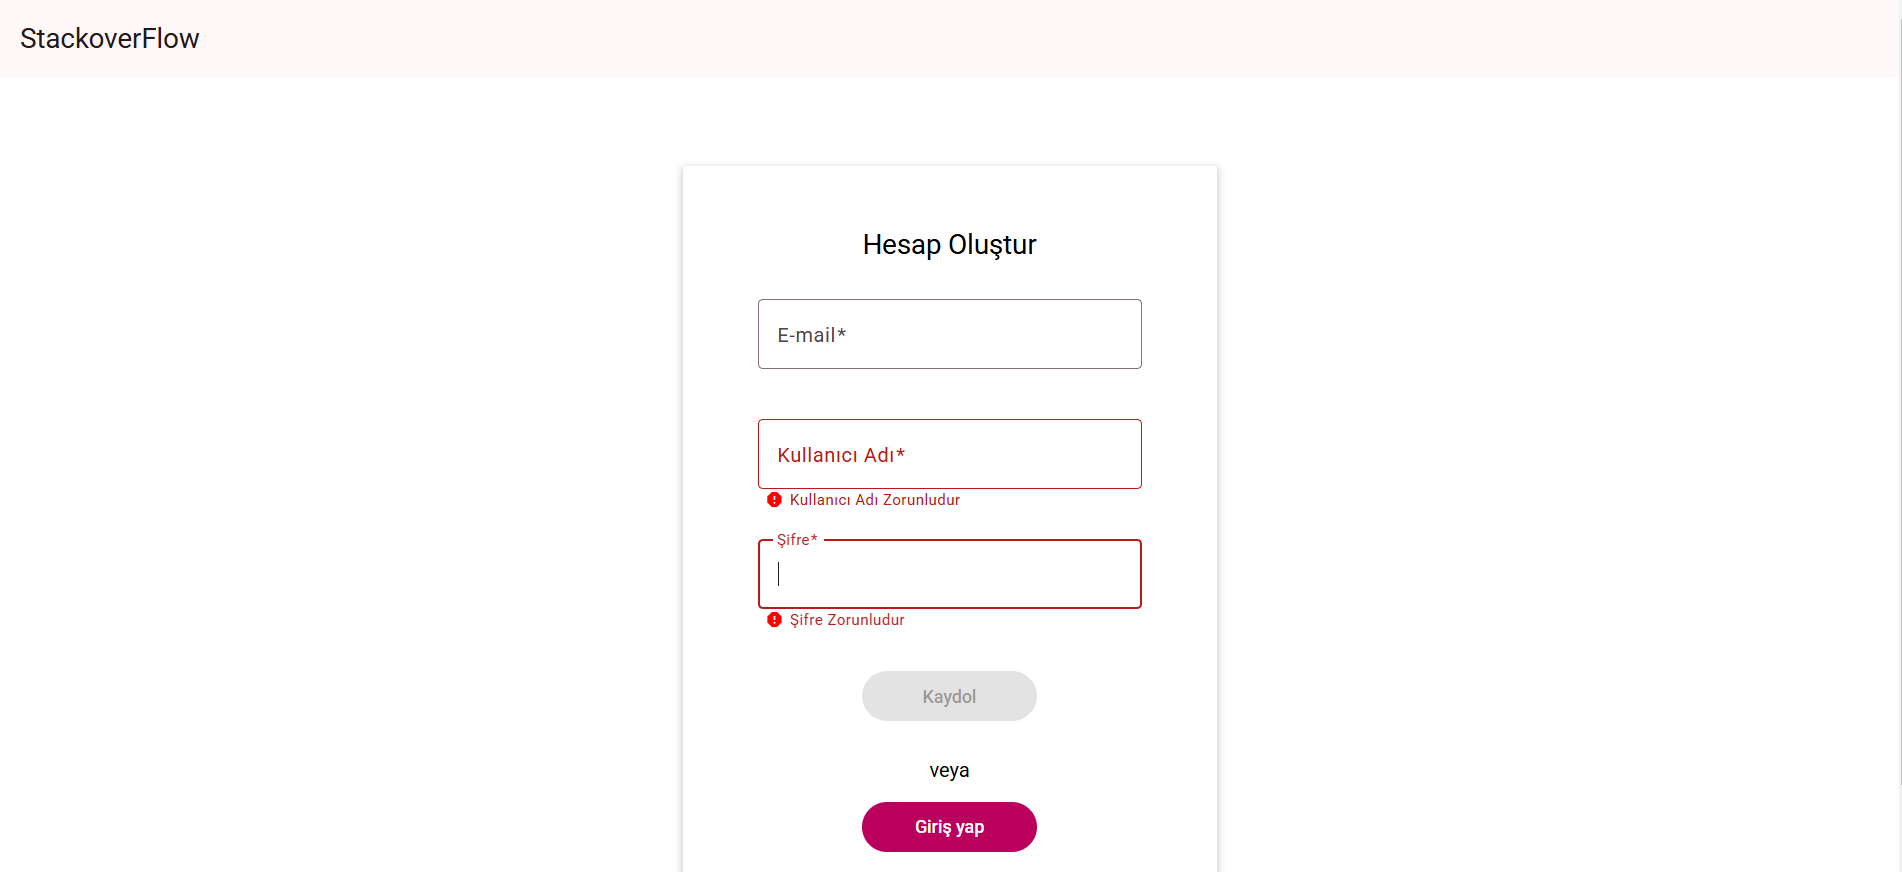 StackoverFlow
Hesap Oluştur
E-mail*
Kullanıcı Adı*
Kullanıcı Adı Zorunludur
Şifre*
Şifre Zorunludur
Kaydol
veya
Giriş yap